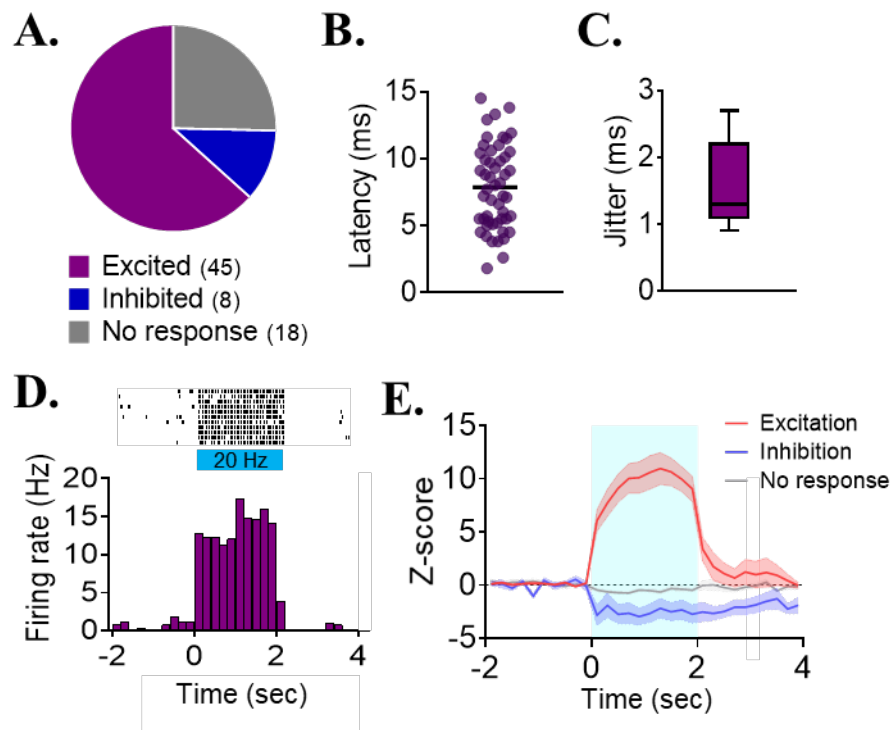 A.
Excited (45)
Inhibited (8)
No response (18)
B.
Latency (ms)
15
10
5
0
C.
Jitter (ms)
3
2
1
0
D.
20 Hz
Firing rate (Hz)
20
15
10
5
0
-2
0
2
4
Time (sec)
E.
Z-score
15
10
5
0
-5
Excitation
Inhibition
No response
-2
0
2
4
Time (sec)